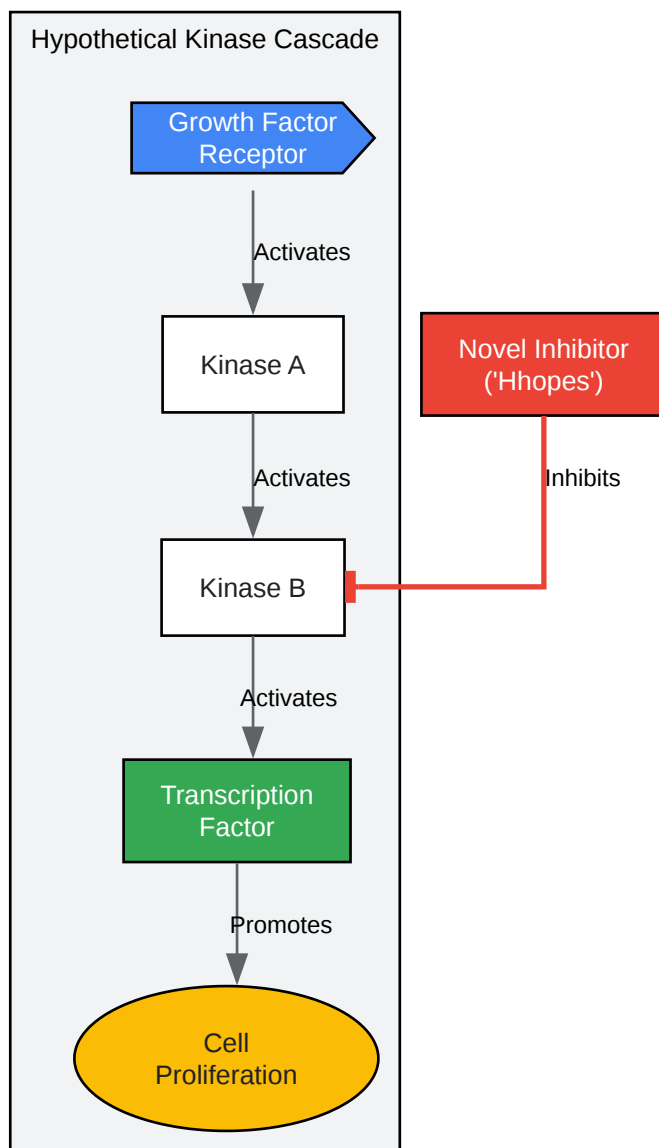 Hypothetical Kinase Cascade
Growth Factor
Receptor
Activates
Kinase A
Novel Inhibitor
('Hhopes')
Activates
Inhibits
Kinase B
Activates
Transcription
Factor
Promotes
Cell
Proliferation